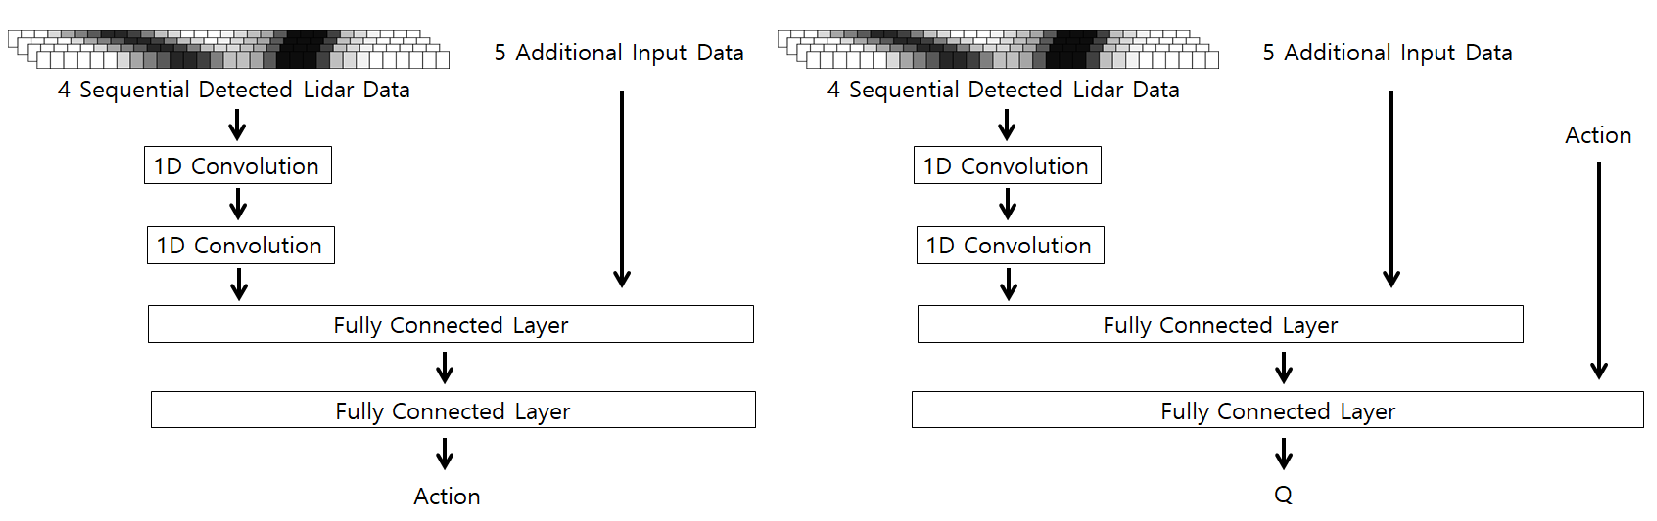 5 Additional Input Data
4 Sequential Detected Lidar Data
1D Convolution
1D Convolution
Fully Connected Layer
Fully Connected Layer
Action
5 Additional Input Data
4 Sequential Detected Lidar Data
Action
1D Convolution
1D Convolution
Fully Connected Layer
Fully Connected Layer
Q